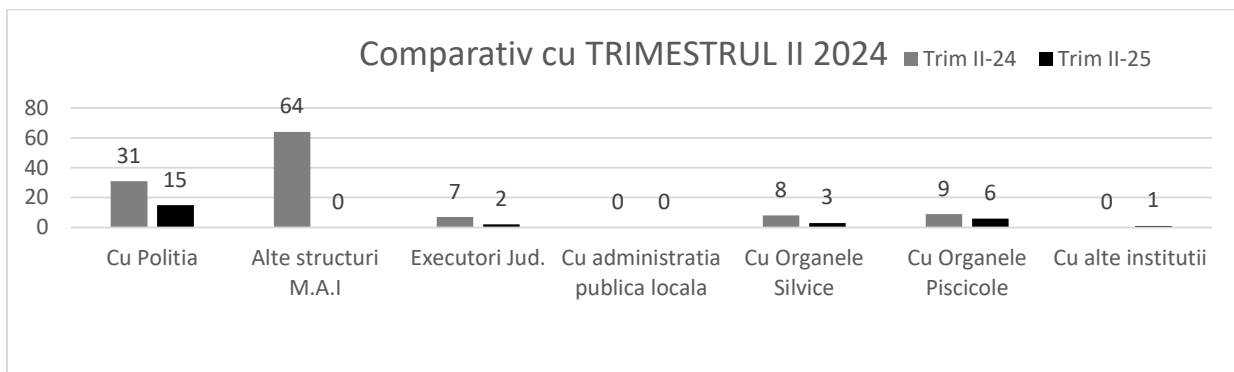 Comparativ cu TRIMESTRUL II 2024
Trim II-24 Trim II-25
80
60
40
20
0
31 15
64 0
7 2
0 0
8 3
9 6
0 1
Cu Politia
Alte structuri
M.A.I
Executori Jud.
Cu administratia
publica locala
Cu Organele
Silvice
Cu Organele
Piscicole
Cu alte institutii